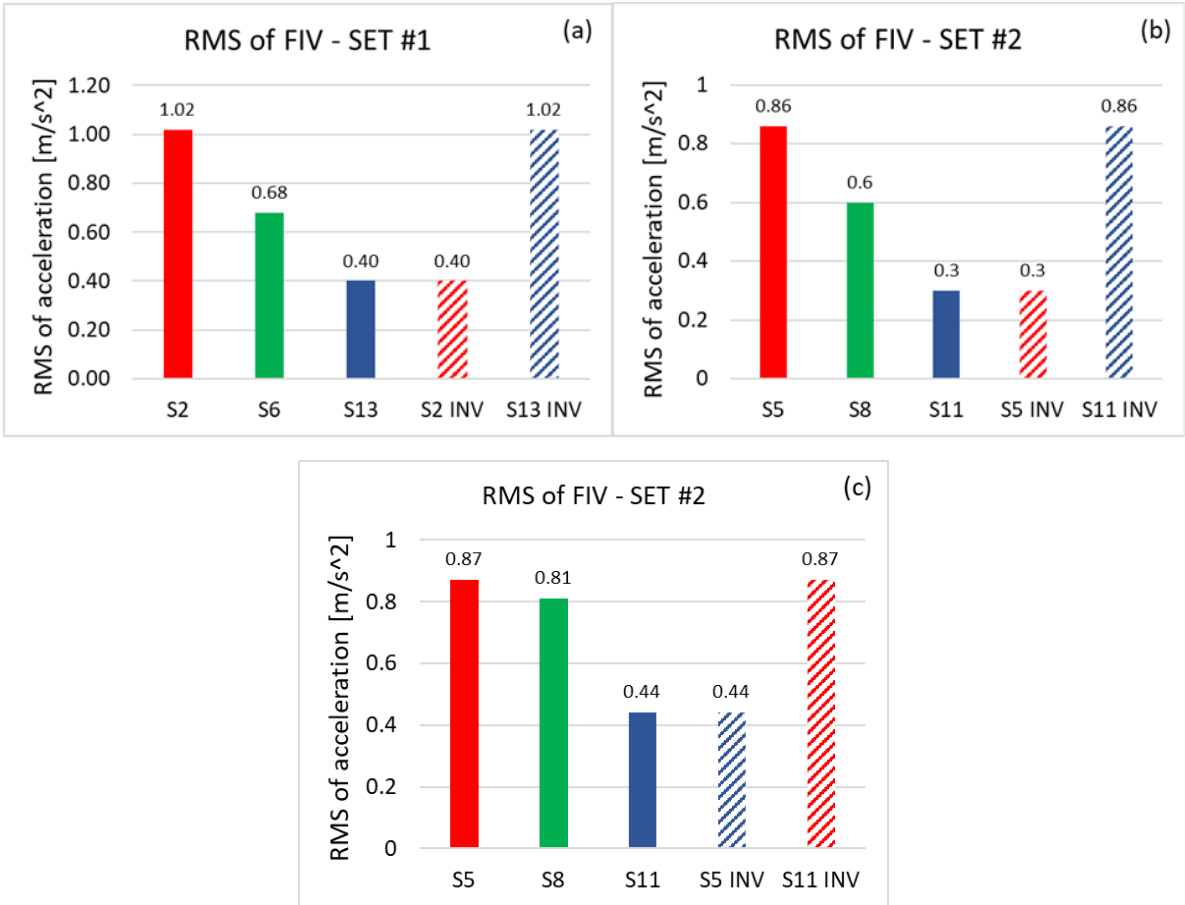 RMS of FIV - SET #1
(a)
RMS of acceleration [m/s^2]
1.20
1.00
0.80
0.60
0.40
0.20
0.00
1.02
0.68
0.40
0.40
1.02
S2 S6 S13 S2 INV S13 INV
RMS of FIV - SET #2
(b)
RMS of acceleration [m/s^2]
1
0.8
0.6
0.4
0.2
0
0.86
0.6
0.3
0.3
0.86
S5 S8 S11 S5 INV S11 INV
RMS of FIV - SET #2
(c)
RMS of acceleration [m/s^2]
1
0.8
0.6
0.4
0.2
0
0.87
0.81
0.44
0.44
0.87
S5 S8 S11 S5 INV S11 INV